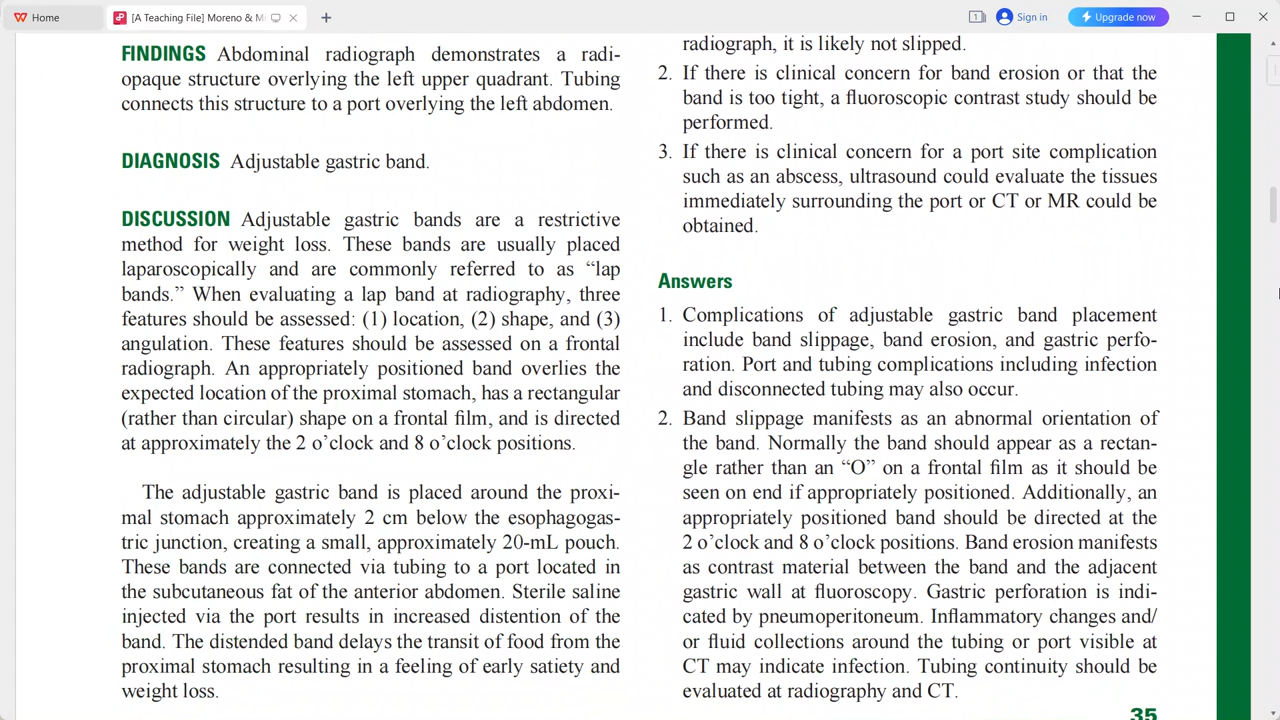 Home
[A Teaching File] Moreno & M
1
Sign in
Upgrade now
FINDINGS Abdominal radiograph demonstrates a radi-
opaque structure overlying the left upper quadrant. Tubing
connects this structure to a port overlying the left abdomen.
DIAGNOSIS Adjustable gastric band.
DISCUSSION Adjustable gastric bands are a restrictive
method for weight loss. These bands are usually placed
laparoscopically and are commonly referred to as “lap
bands.” When evaluating a lap band at radiography, three
features should be assessed: (1) location, (2) shape, and (3)
angulation. These features should be assessed on a frontal
radiograph. An appropriately positioned band overlies the
expected location of the proximal stomach, has a rectangular
(rather than circular) shape on a frontal film, and is directed
at approximately the 2 o’clock and 8 o’clock positions.
The adjustable gastric band is placed around the proxi-
mal stomach approximately 2 cm below the esophagogas-
tric junction, creating a small, approximately 20-mL pouch.
These bands are connected via tubing to a port located in
the subcutaneous fat of the anterior abdomen. Sterile saline
injected via the port results in increased distention of the
band. The distended band delays the transit of food from the
proximal stomach resulting in a feeling of early satiety and
weight loss.
radiograph, it is likely not slipped.
2. If there is clinical concern for band erosion or that the
band is too tight, a fluoroscopic contrast study should be
performed.
3. If there is clinical concern for a port site complication
such as an abscess, ultrasound could evaluate the tissues
immediately surrounding the port or CT or MR could be
obtained.
Answers
1. Complications of adjustable gastric band placement
include band slippage, band erosion, and gastric perfo-
ration. Port and tubing complications including infection
and disconnected tubing may also occur.
2. Band slippage manifests as an abnormal orientation of
the band. Normally the band should appear as a rectan-
gle rather than an “O” on a frontal film as it should be
seen on end if appropriately positioned. Additionally, an
appropriately positioned band should be directed at the
2 o’clock and 8 o’clock positions. Band erosion manifests
as contrast material between the band and the adjacent
gastric wall at fluoroscopy. Gastric perforation is indi-
cated by pneumoperitoneum. Inflammatory changes and/
or fluid collections around the tubing or port visible at
CT may indicate infection. Tubing continuity should be
evaluated at radiography and CT.
35